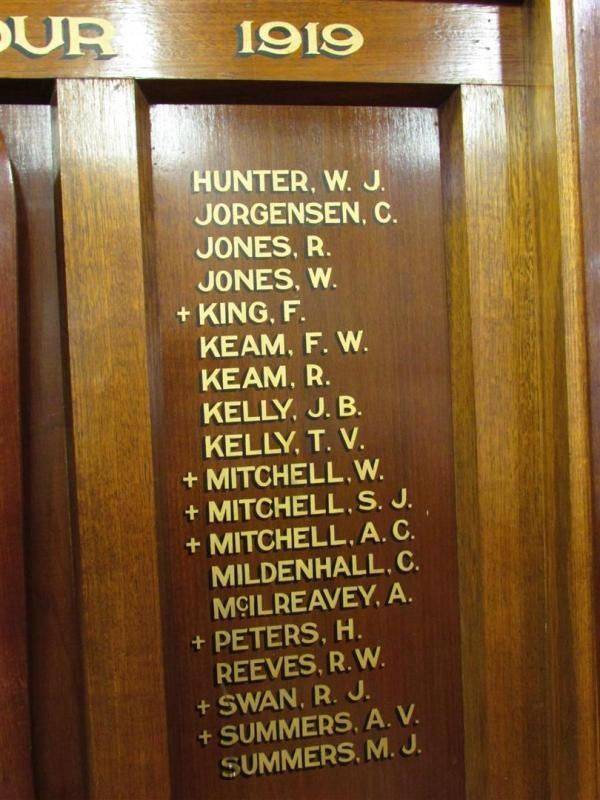 OUR 1919
HUNTER, W. J.
JORGENSEN, C.
JONES, R.
JONES, W.
+ KING, F.
KEAM, F. W.
KEAM, R.
KELLY, J. B.
KELLY, T. V.
+ MITCHELL, W.
+ MITCHELL, S. J.
+ MITCHELL, A. C.
MILDENHALL, C.
McILREAVEY, A.
+ PETERS, H.
REEVES, R. W.
+ SWAN, R. J.
+ SUMMERS, A. V.
SUMMERS, M. J.